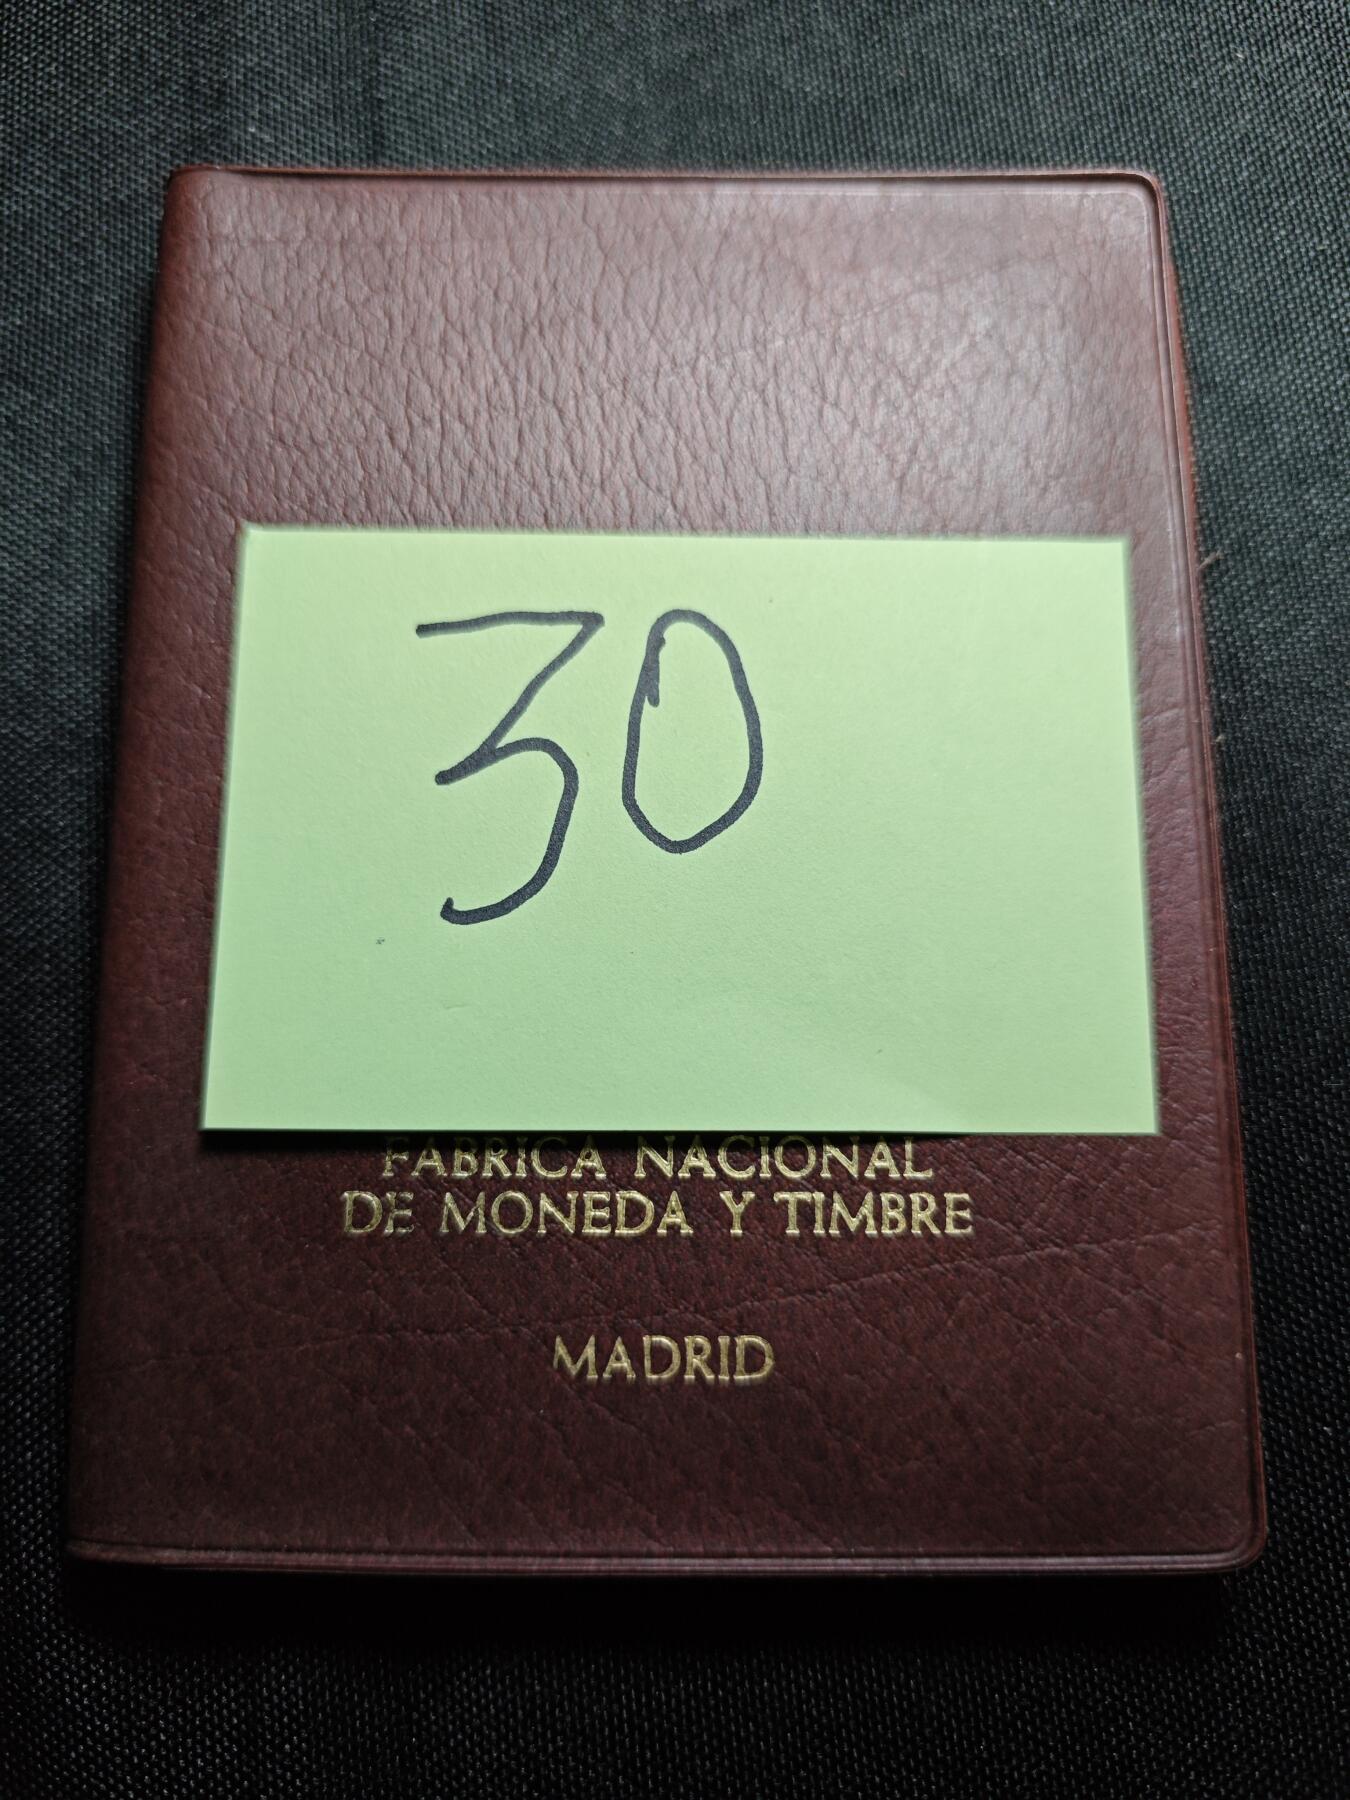 30
FABRICA NACIONAL
DE MONEDA Y TIMBRE
MADRID